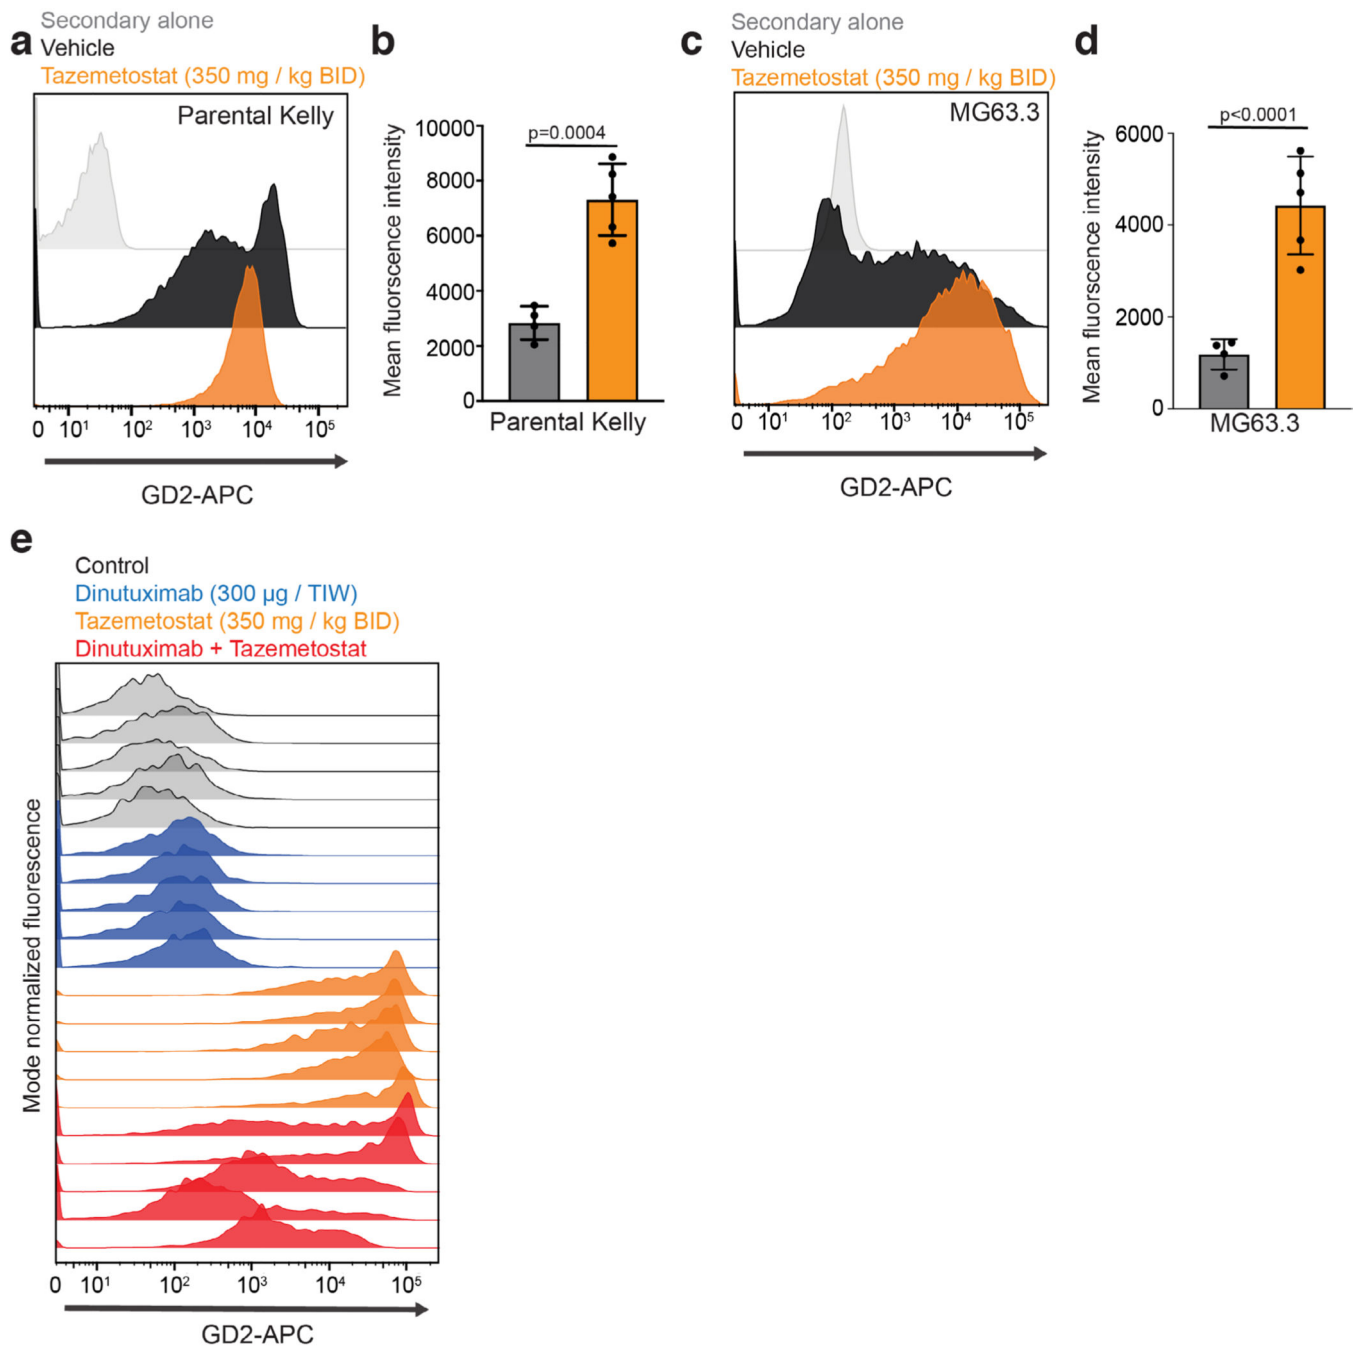 a
Secondary alone
Vehicle
Tazemetostat (350 mg / kg BID)
Parental Kelly
0 10¹ 10² 10³ 10⁴ 10⁵
GD2-APC
b
Mean fluorescence intensity
10000
8000
6000
4000
2000
0
p=0.0004
Parental Kelly
c
Secondary alone
Vehicle
Tazemetostat (350 mg / kg BID)
MG63.3
0 10¹ 10² 10³ 10⁴ 10⁵
GD2-APC
d
Mean fluorescence intensity
6000
4000
2000
0
p<0.0001
MG63.3
e
Control
Dinutuximab (300 µg / TIW)
Tazemetostat (350 mg / kg BID)
Dinutuximab + Tazemetostat
Mode normalized fluorescence
0 10¹ 10² 10³ 10⁴ 10⁵
GD2-APC